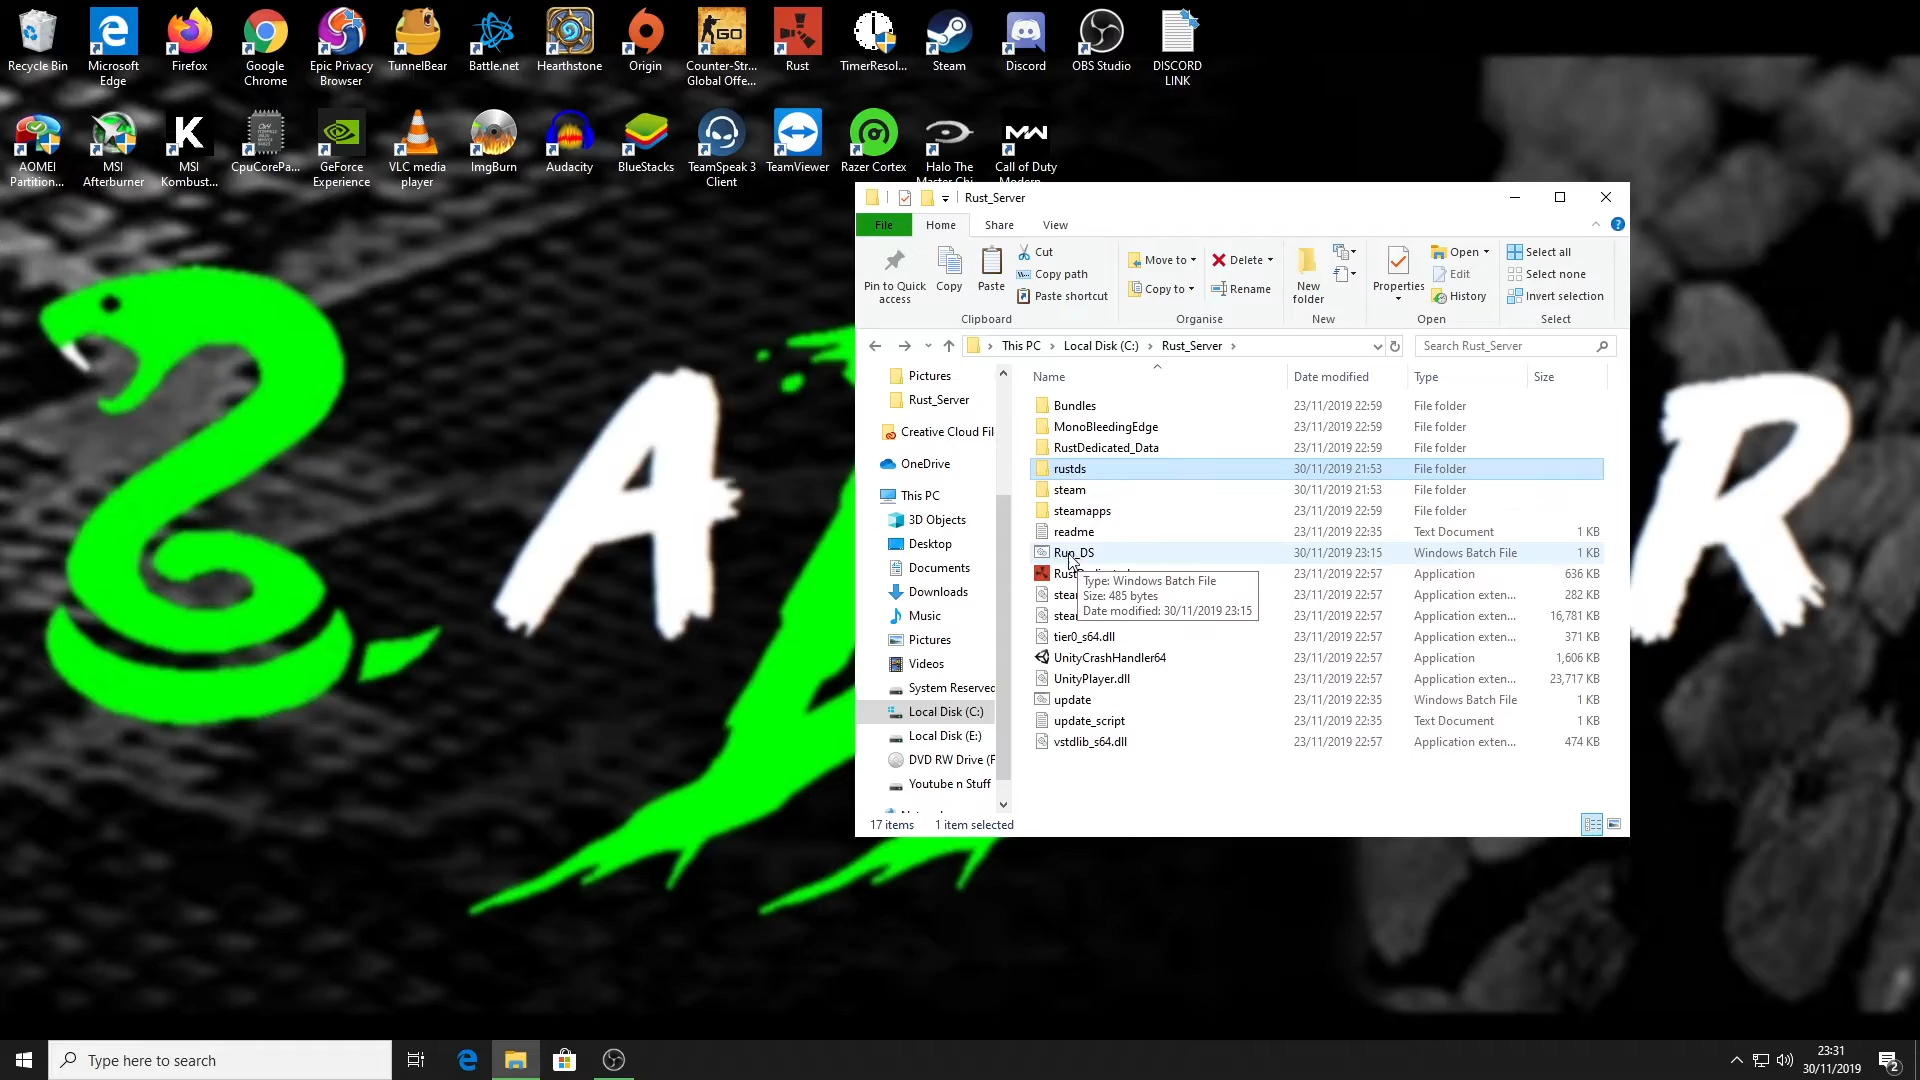 Recycle Bin
Microsoft
Edge
Firefox
Google
Chrome
Epic Privacy
Browser
TunnelBear
Battle.net
Hearthstone
Origin
Counter-Str...
Global Offe...
Rust
TimerResol...
Steam
Discord
OBS Studio
DISCORD
LINK
AOMEI
Partition...
MSI
Afterburner
MSI
Kombust...
CpuCorePa...
GeForce
Experience
VLC media
player
ImgBurn
Audacity
BlueStacks
TeamSpeak 3
Client
TeamViewer
Razer Cortex
Halo The
Master Chi...
Call of Duty
Modern...
Rust_Server
File
Home
Share
View
Pin to Quick
access
Copy
Paste
Cut
Copy path
Paste shortcut
Clipboard
Move to
Copy to
Delete
Rename
Organise
New
folder
New
Properties
Open
Edit
History
Open
Select all
Select none
Invert selection
Select
This PC > Local Disk (C:) > Rust_Server >
Search Rust_Server
Pictures
Rust_Server
Creative Cloud Fil
OneDrive
This PC
3D Objects
Desktop
Documents
Downloads
Music
Pictures
Videos
System Reserved
Local Disk (C:)
Local Disk (E:)
DVD RW Drive (F
Youtube n Stuff
Name Date modified Type Size
Bundles 23/11/2019 22:59 File folder
MonoBleedingEdge 23/11/2019 22:59 File folder
RustDedicated_Data 23/11/2019 22:59 File folder
rustds 30/11/2019 21:53 File folder
steam 30/11/2019 21:53 File folder
steamapps 23/11/2019 22:59 File folder
readme 23/11/2019 22:35 Text Document 1 KB
Run_DS 30/11/2019 23:15 Windows Batch File 1 KB
23/11/2019 22:57 Application 636 KB
23/11/2019 22:57 Application exten... 282 KB
23/11/2019 22:57 Application exten... 16,781 KB
tier0_s64.dll 23/11/2019 22:57 Application exten... 371 KB
UnityCrashHandler64 23/11/2019 22:57 Application 1,606 KB
UnityPlayer.dll 23/11/2019 22:57 Application exten... 23,717 KB
update 23/11/2019 22:35 Windows Batch File 1 KB
update_script 23/11/2019 22:35 Text Document 1 KB
vstdlib_s64.dll 23/11/2019 22:57 Application exten... 474 KB
Type: Windows Batch File
Size: 485 bytes
Date modified: 30/11/2019 23:15
17 items 1 item selected
A
R
Type here to search
23:31
30/11/2019
2